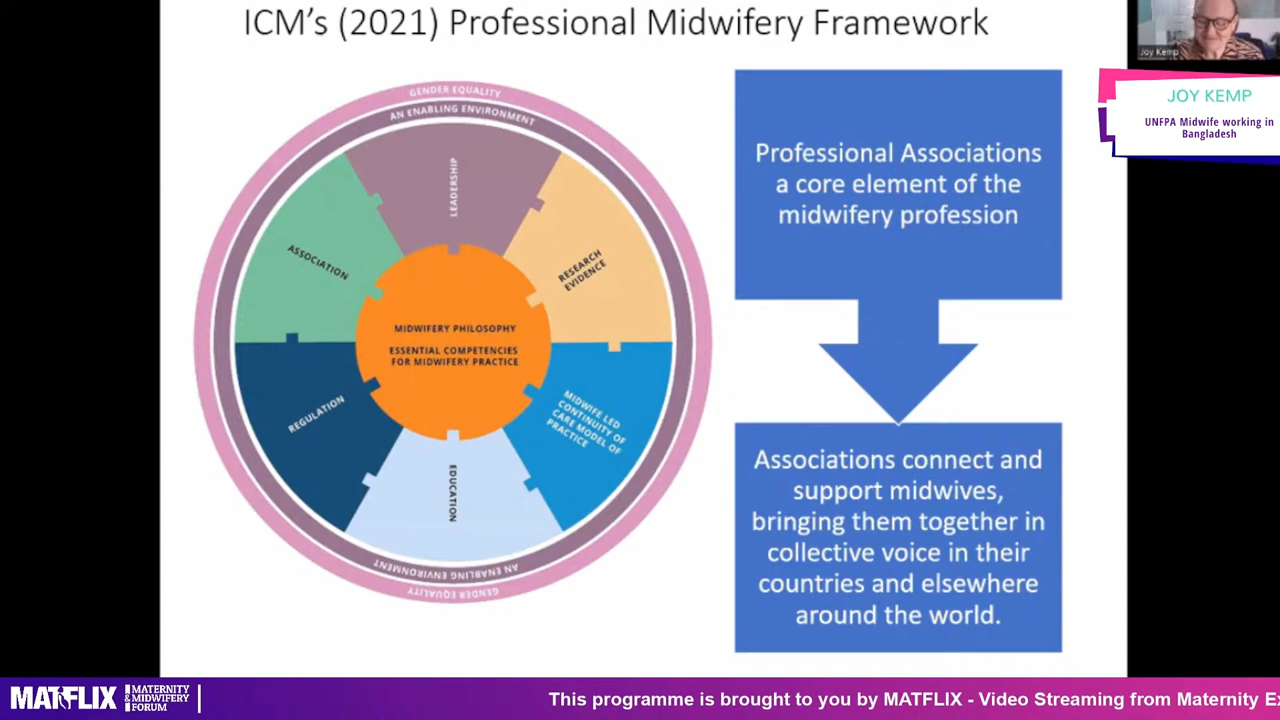 ICM's (2021) Professional Midwifery Framework
GENDER EQUALITY
AN ENABLING ENVIRONMENT
LEADERSHIP
RESEARCH
EVIDENCE
MIDWIFE LED
CONTINUITY OF
CARE MODEL OF
PRACTICE
EDUCATION
REGULATION
ASSOCIATION
MIDWIFERY PHILOSOPHY
ESSENTIAL COMPETENCIES
FOR MIDWIFERY PRACTICE
AN ENABLING ENVIRONMENT
GENDER EQUALITY
Professional Associations
a core element of the
midwifery profession
Associations connect and
support midwives,
bringing them together in
collective voice in their
countries and elsewhere
around the world.
Joy Kemp
JOY KEMP
UNFPA Midwife working in
Bangladesh
MATFLIX
MATERNITY
& MIDWIFERY
FORUM
This programme is brought to you by MATFLIX - Video Streaming from Maternity Ex